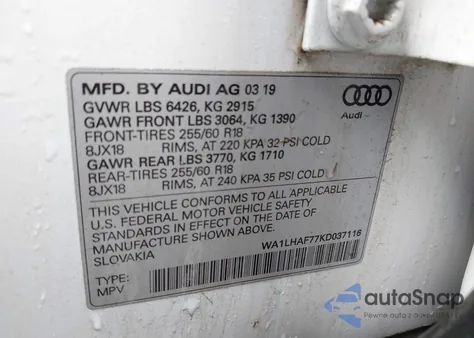 MFD. BY AUDI AG 03 19
GVWR LBS 6426, KG 2915
GAWR FRONT LBS 3064, KG 1390
FRONT-TIRES 255/60 R18
8JX18 RIMS, AT 220 KPA 32 PSI COLD
GAWR REAR LBS 3770, KG 1710
REAR-TIRES 255/60 R18
8JX18 RIMS, AT 240 KPA 35 PSI COLD
Audi
THIS VEHICLE CONFORMS TO ALL APPLICABLE
U.S. FEDERAL MOTOR VEHICLE SAFETY
STANDARDS IN EFFECT ON THE DATE OF
MANUFACTURE SHOWN ABOVE.
SLOVAKIA
WA1LHAF77KD037116
TYPE:
MPV
autoSnap
Pewne auta z aukcji